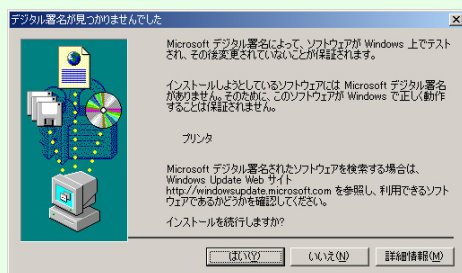 デジタル署名が見つかりませんでした
Microsoft デジタル署名によって、ソフトウェアが Windows 上でテスト
され、その後変更されていないことが保証されます。
インストールしようとしているソフトウェアには Microsoft デジタル署名
がありません。そのために、このソフトウェアが Windows で正しく動作
することは保証されません。
プリンタ
Microsoft デジタル署名されたソフトウェアを検索する場合は、
Windows Update Web サイト
http://windowsupdate.microsoft.com を参照し、利用できるソフト
ウェアであるかどうかを確認してください。
インストールを続行しますか?
はい(Y) いいえ(N) 詳細情報(M)